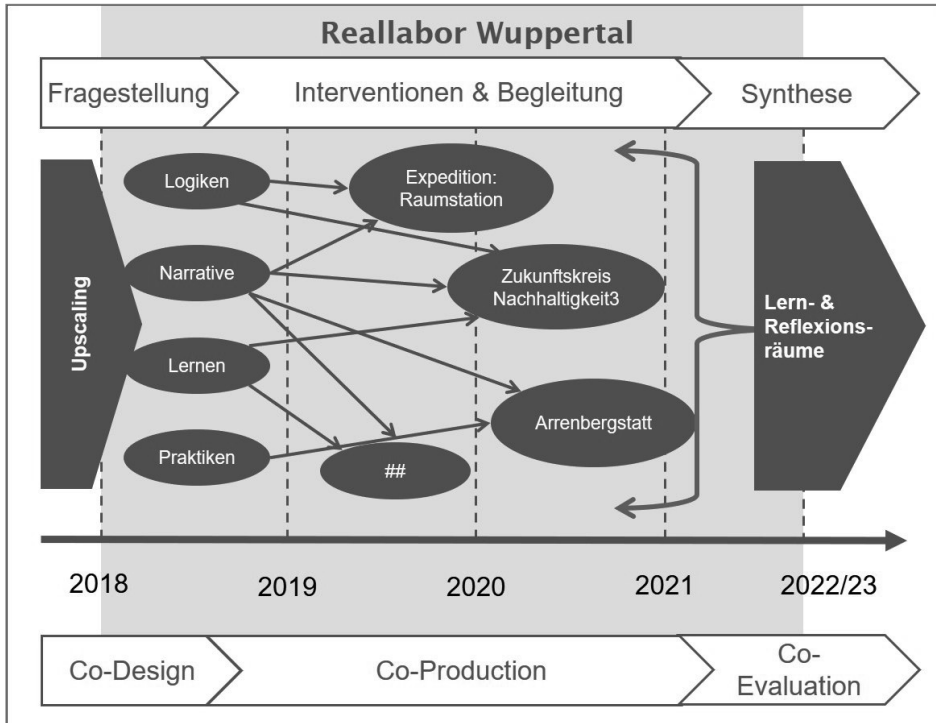 Reallabor Wuppertal
Fragestellung
Interventionen & Begleitung
Synthese
Upscaling
Logiken
Narrative
Lernen
Praktiken
Expedition:
Raumstation
Zukunftskreis
Nachhaltigkeit3
Arrenbergstatt
##
Lern- &
Reflexions-
räume
2018
2019
2020
2021
2022/23
Co-Design
Co-Production
Co-
Evaluation